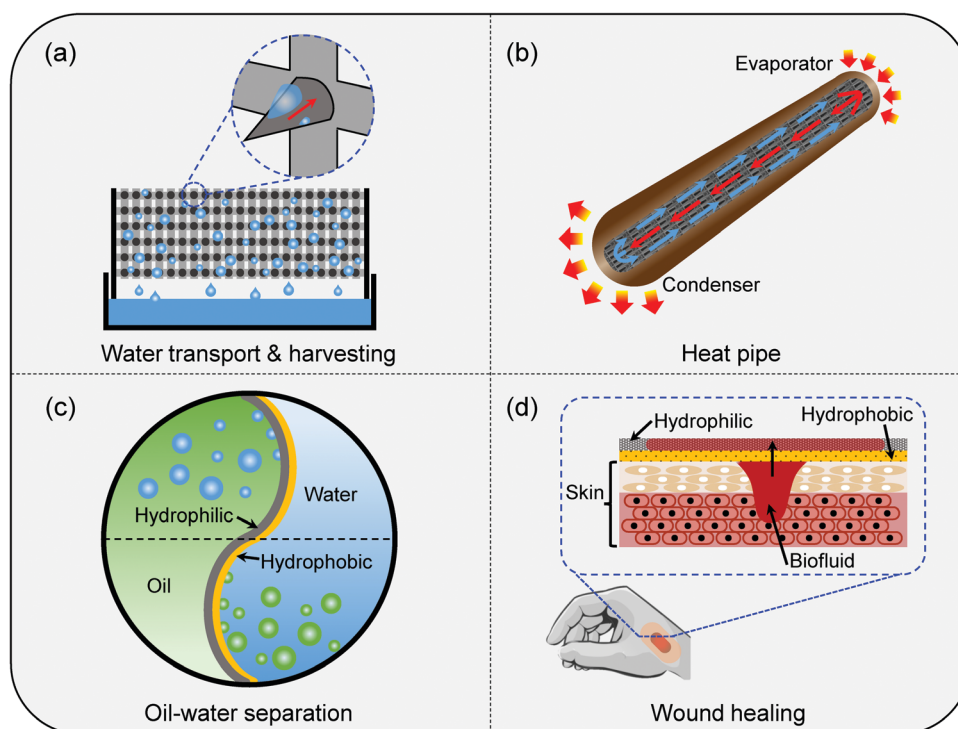 (a)
Water transport & harvesting
(b)
Evaporator
Condenser
Heat pipe
(c)
Water
Hydrophilic
Hydrophobic
Oil
Oil-water separation
(d)
Hydrophilic
Hydrophobic
Skin
Biofluid
Wound healing